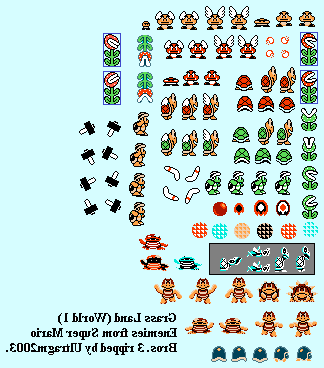 Grass Land (World 1)
Enemies from Super Mario
Bros. 3 ripped by Ultragm2003.